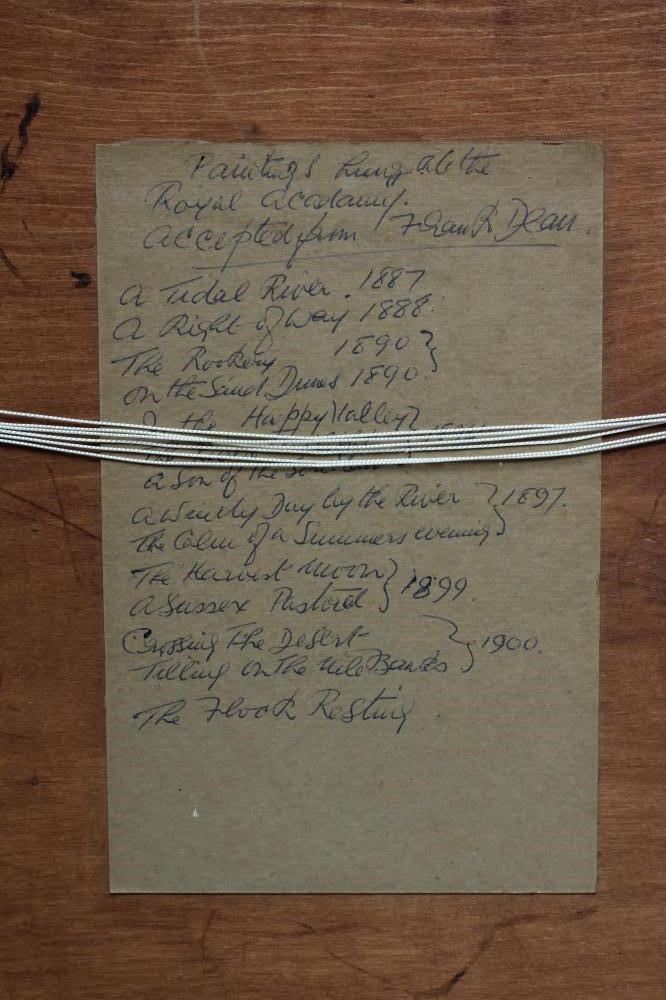 Paintings hung at the
Royal Academy.
Accepted from Frank Dean.
A Tidal River. 1887
A Right of Way 1888.
The Rookery 1890 }
On the Sand Dunes 1890 }
the Happy Valley
a Son of the
A Windy Day by the River } 1897.
The Calm of a Summers evening }
The Harvest Moon } 1899.
A Sussex Pastoral }
Crossing The Desert } 1900.
Tilling on the Nile Banks }
The Flock Resting.